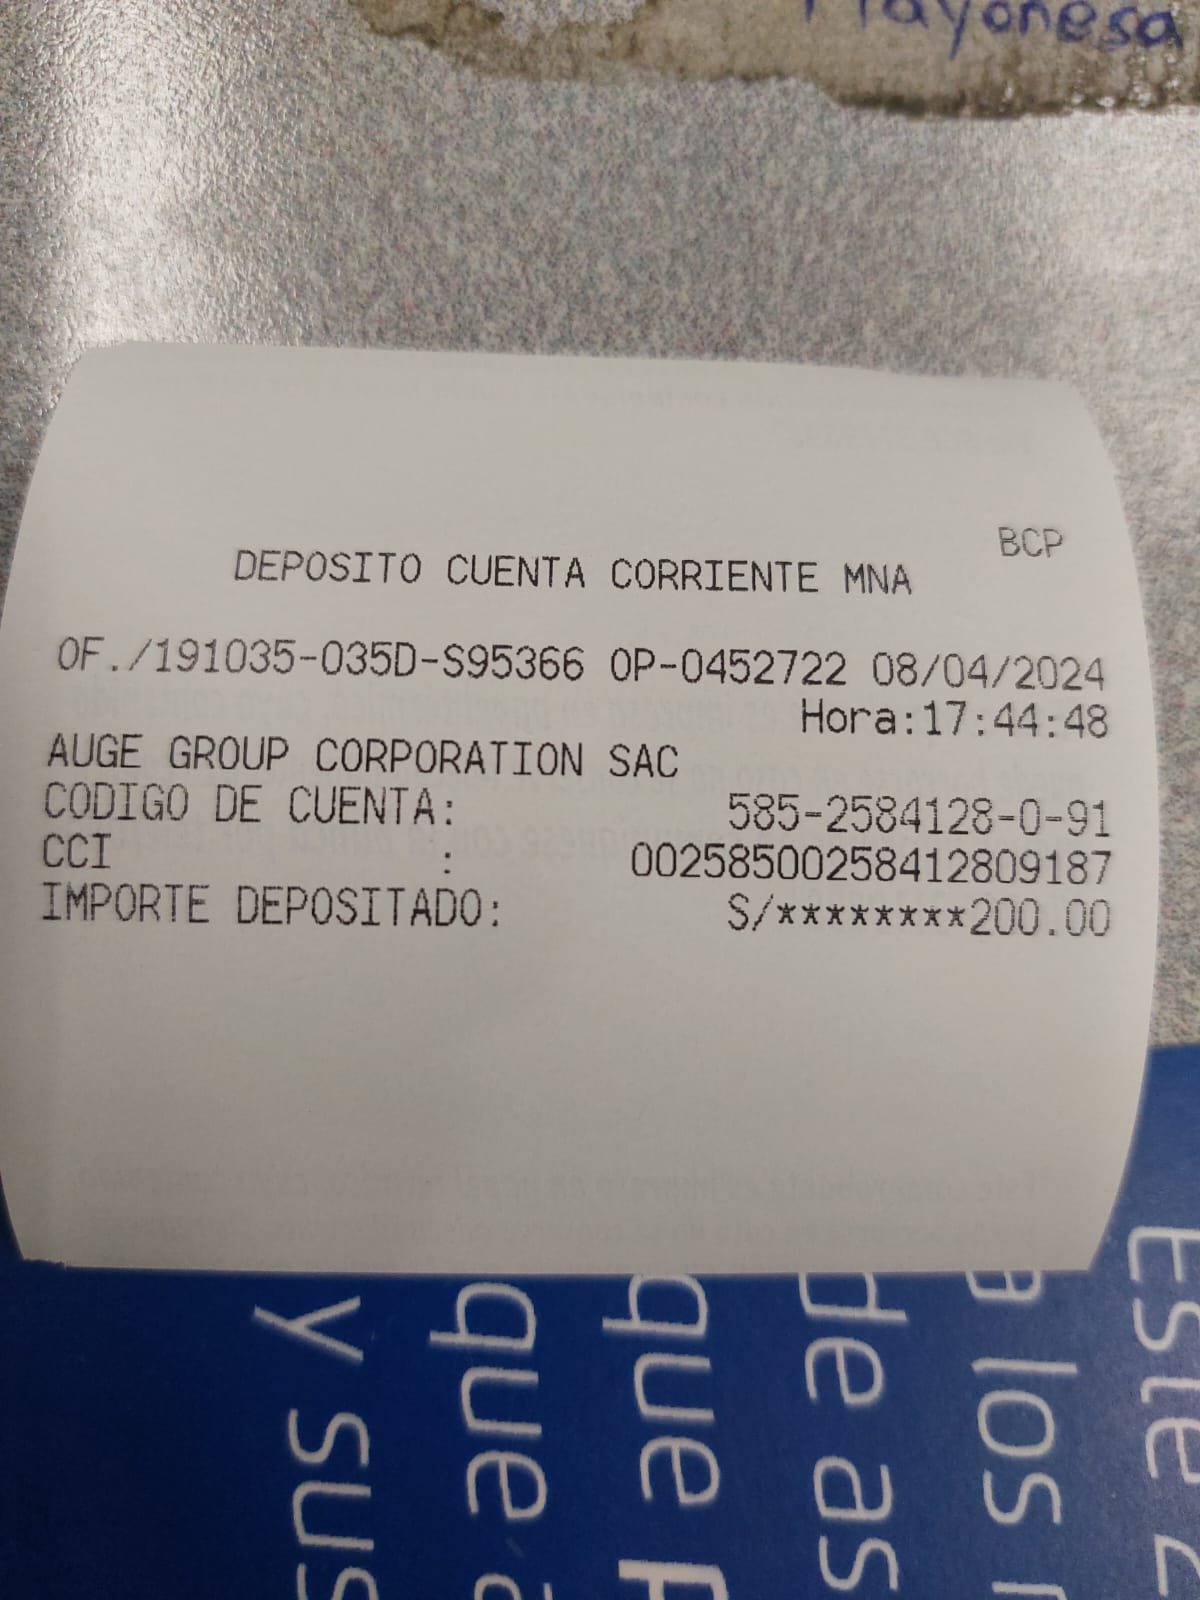 Mayonesa
BCP
DEPOSITO CUENTA CORRIENTE MNA
OF./191035-035D-S95366 OP-0452722 08/04/2024
Hora:17:44:48
AUGE GROUP CORPORATION SAC
CODIGO DE CUENTA: 585-2584128-0-91
CCI : 00258500258412809187
IMPORTE DEPOSITADO: S/********200.00
Este
a los
de as
que
que
y sus